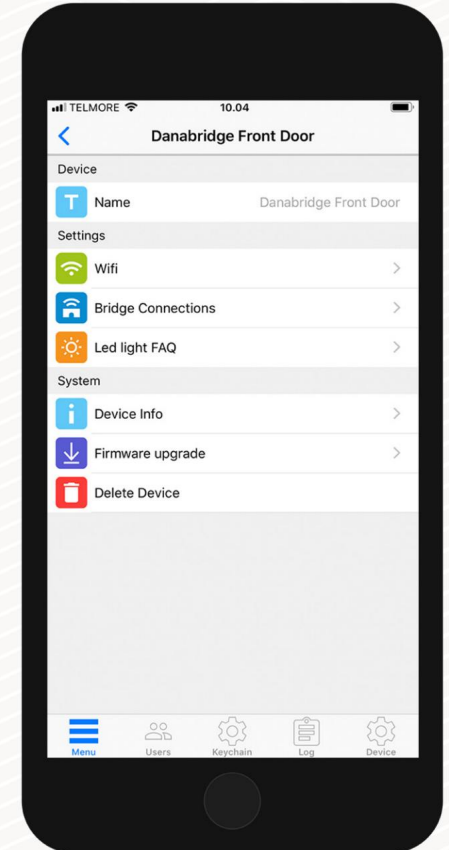 TELMORE 10.04
Danabridge Front Door
Device
T Name Danabridge Front Door
Settings
Wifi
Bridge Connections
Led light FAQ
System
i Device Info
Firmware upgrade
Delete Device
Menu Users Keychain Log Device